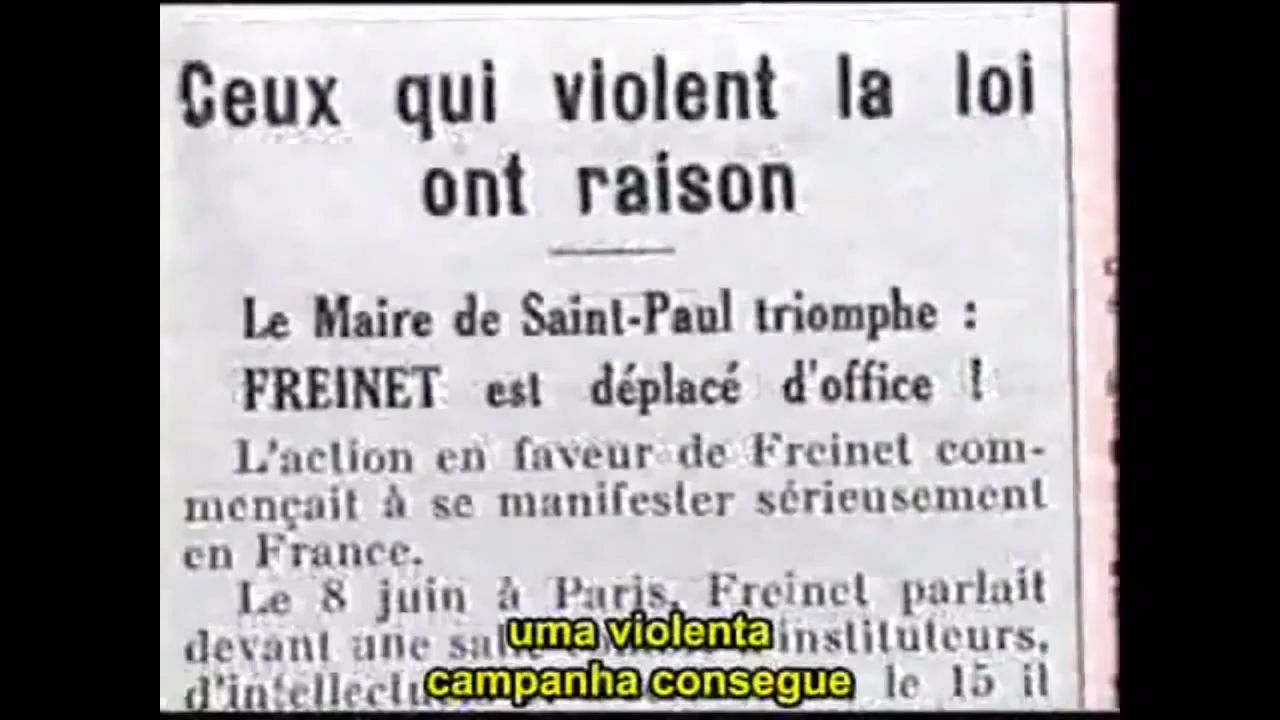 Ceux qui violent la loi
ont raison
Le Maire de Saint-Paul triomphe :
FREINET est déplacé d'office !
L'action en faveur de Freinet com-
mençait à se manifester sérieusement
en France.
Le 8 juin à Paris, Freinet parlait
devant une instituteurs,
le 15 il
uma violenta
campanha consegue